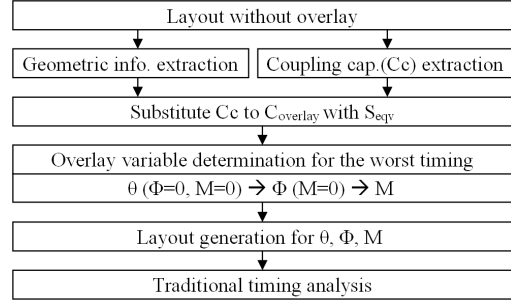 Layout without overlay
Geometric info. extraction
Coupling cap.(Cc) extraction
Substitute Cc to Coverlay with Seqv
Overlay variable determination for the worst timing
θ (Φ=0, M=0) → Φ (M=0) → M
Layout generation for θ, Φ, M
Traditional timing analysis